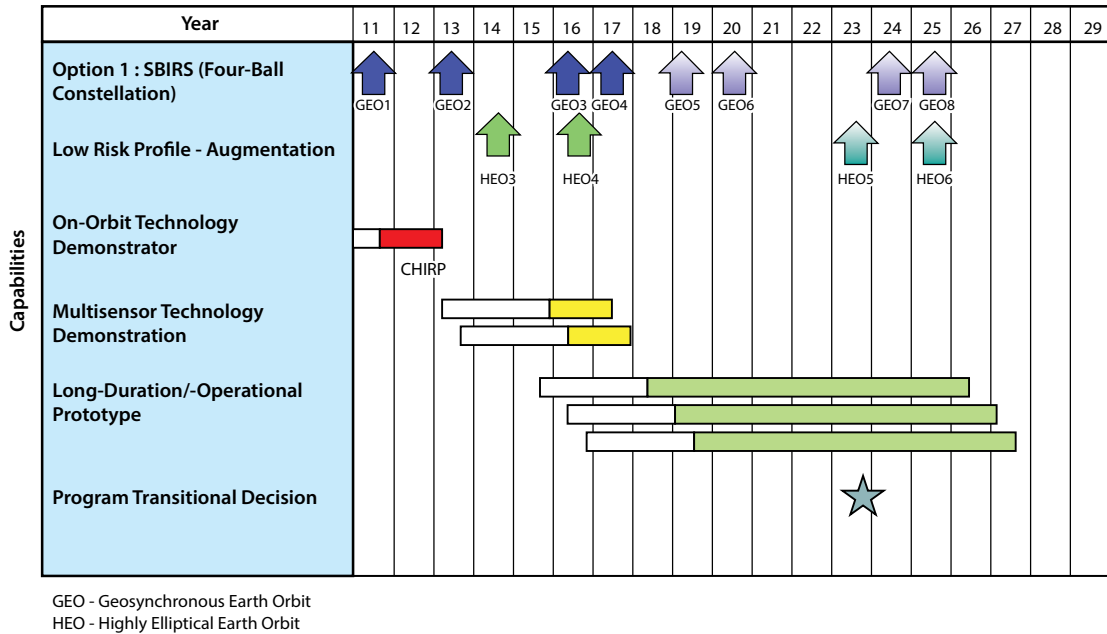 Year
11 12 13 14 15 16 17 18 19 20 21 22 23 24 25 26 27 28 29
Capabilities
Option 1 : SBIRS (Four-Ball
Constellation)
GEO1 GEO2 GEO3 GEO4 GEO5 GEO6 GEO7 GEO8
Low Risk Profile - Augmentation
HEO3 HEO4 HEO5 HEO6
On-Orbit Technology
Demonstrator
CHIRP
Multisensor Technology
Demonstration
Long-Duration/-Operational
Prototype
Program Transitional Decision
GEO - Geosynchronous Earth Orbit
HEO - Highly Elliptical Earth Orbit